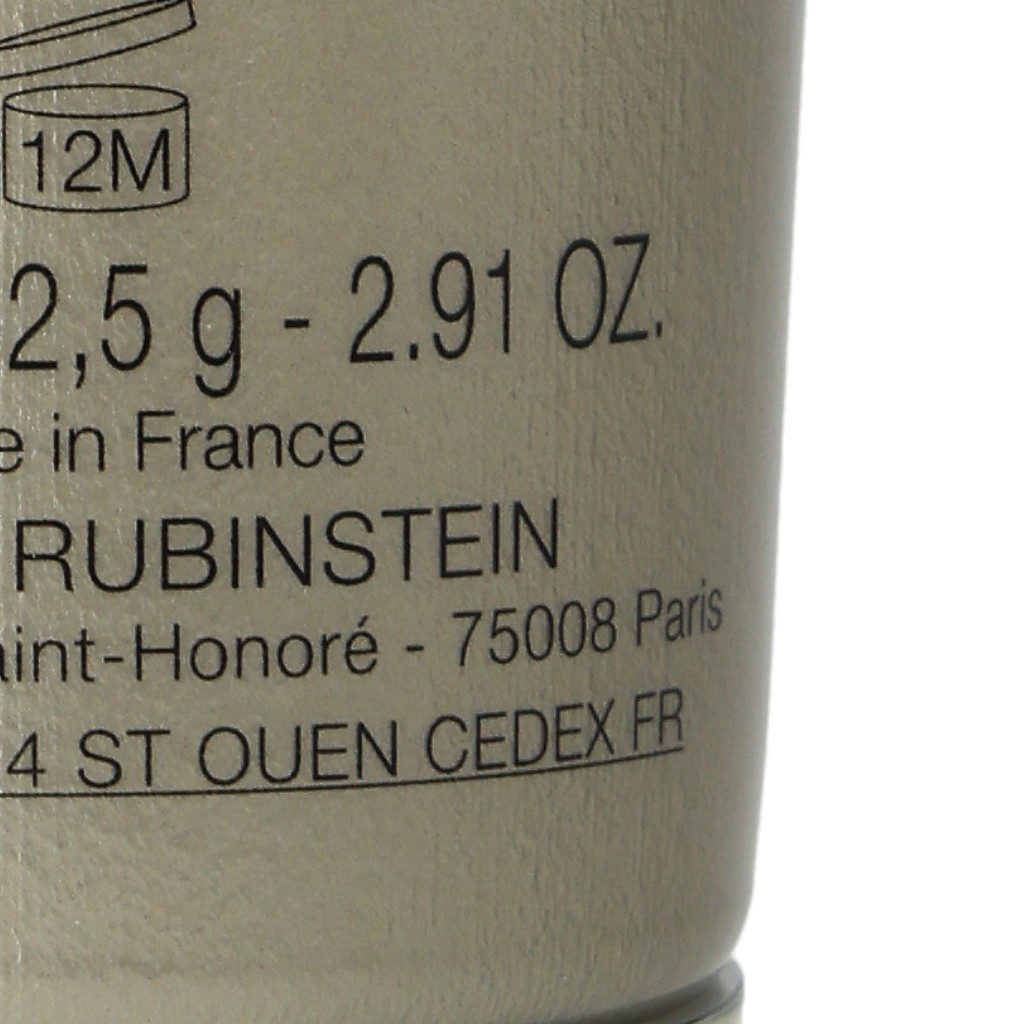 12M
2,5 g - 2.91 OZ.
in France
RUBINSTEIN
aint-Honoré - 75008 Paris
4 ST OUEN CEDEX FR